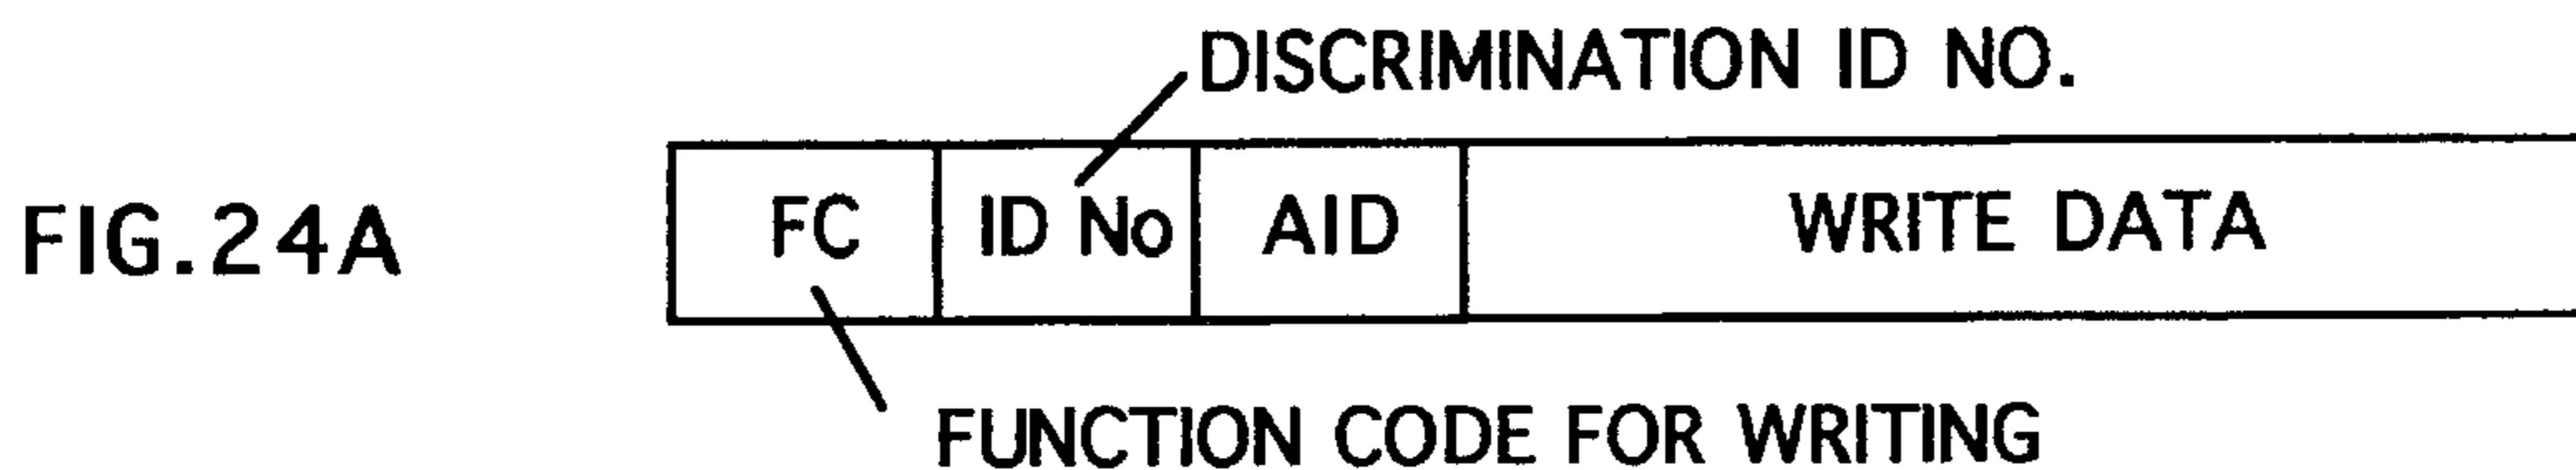 DISCRIMINATION ID NO.
FIG.24A FC ID No AID WRITE DATA
FUNCTION CODE FOR WRITING